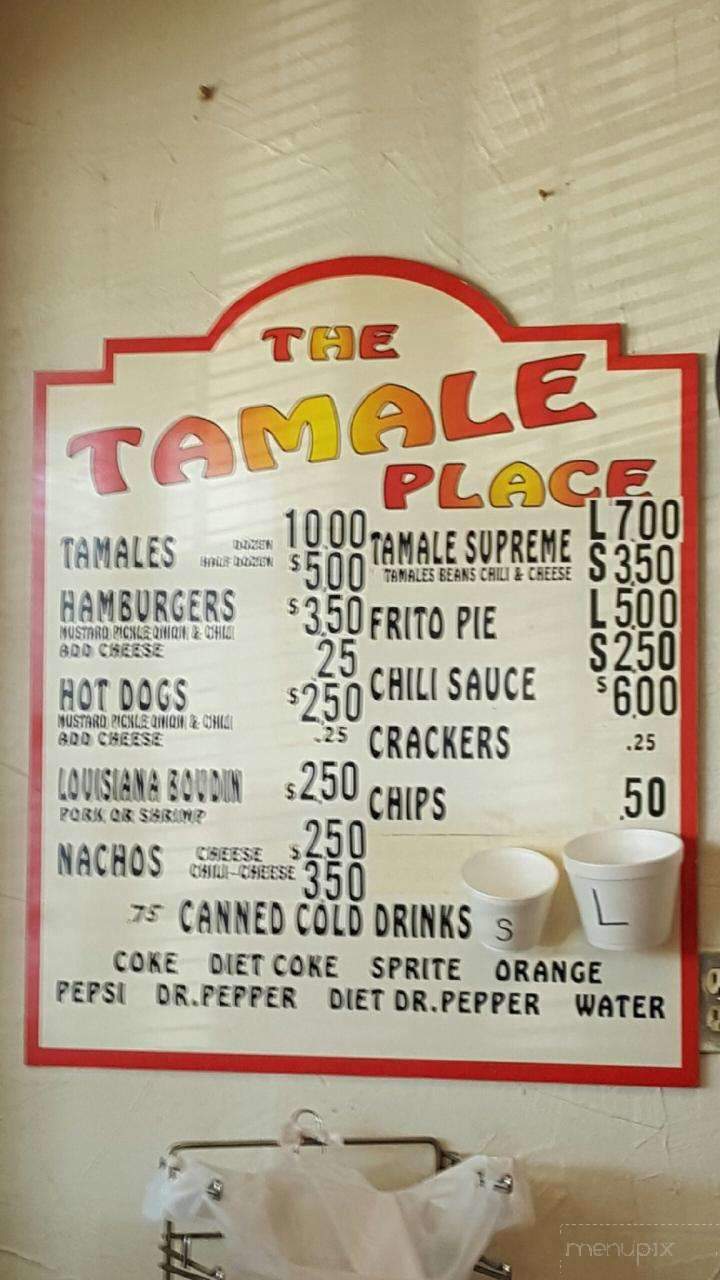 THE
TAMALE
PLACE
TAMALES DOZEN 10.00
HALF DOZEN $5.00
HAMBURGERS $3.50
MUSTARD PICKLE ONION & CHILI
ADD CHEESE .25
HOT DOGS $2.50
MUSTARD PICKLE ONION & CHILI
ADD CHEESE .25
LOUISIANA BOUDIN $2.50
PORK OR SHRIMP
NACHOS CHEESE $2.50
CHILI-CHEESE 3.50
TAMALE SUPREME L 7.00
TAMALES BEANS CHILI & CHEESE S 3.50
FRITO PIE L 5.00
S 2.50
CHILI SAUCE $6.00
CRACKERS .25
CHIPS .50
S L
.75 CANNED COLD DRINKS
COKE DIET COKE SPRITE ORANGE
PEPSI DR.PEPPER DIET DR.PEPPER WATER
menupix